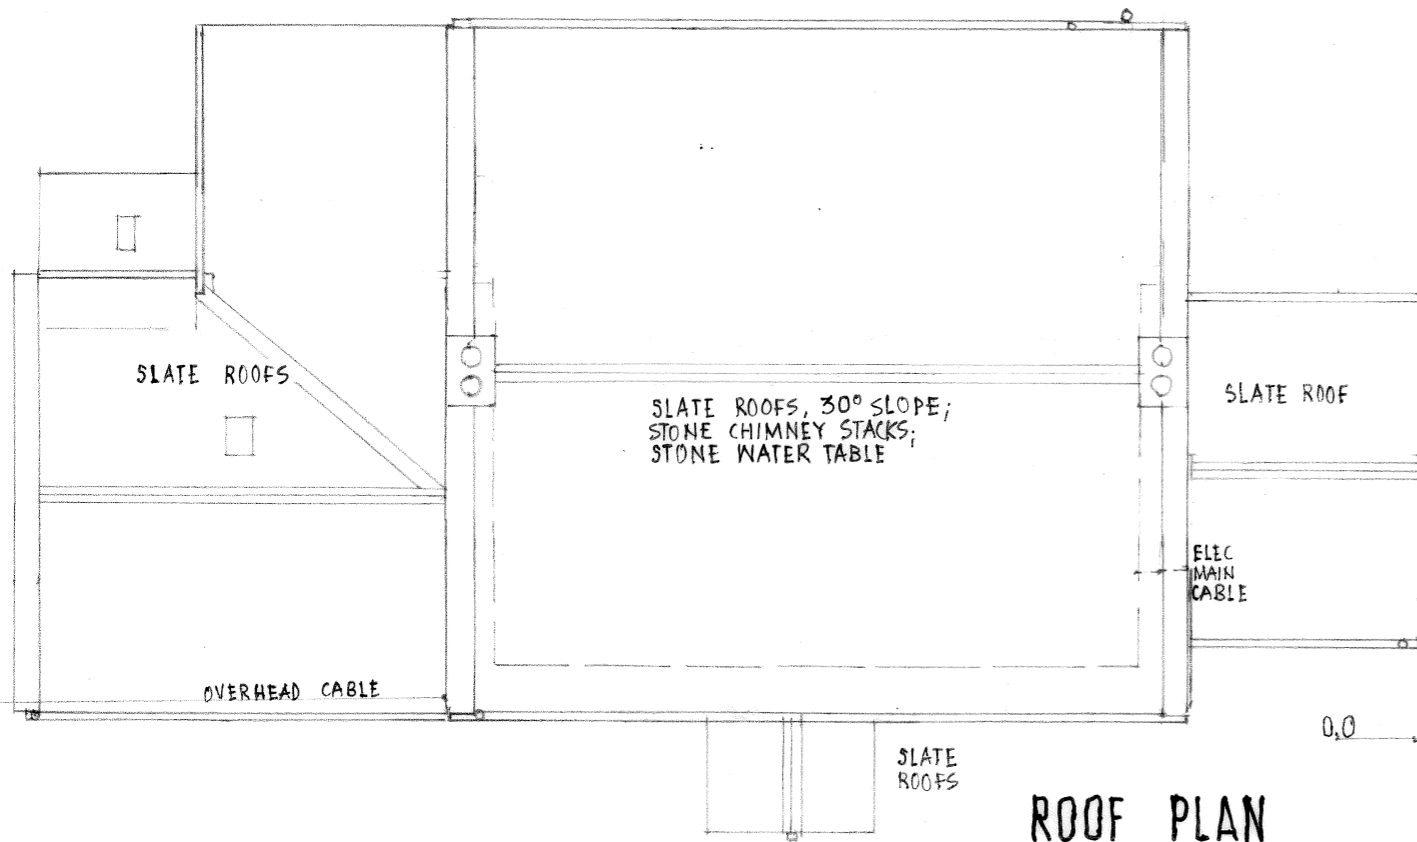 SLATE ROOFS
SLATE ROOFS, 30° SLOPE;
STONE CHIMNEY STACKS;
STONE WATER TABLE
SLATE ROOF
ELEC
MAIN
CABLE
OVERHEAD CABLE
0,0
SLATE
ROOFS
ROOF PLAN